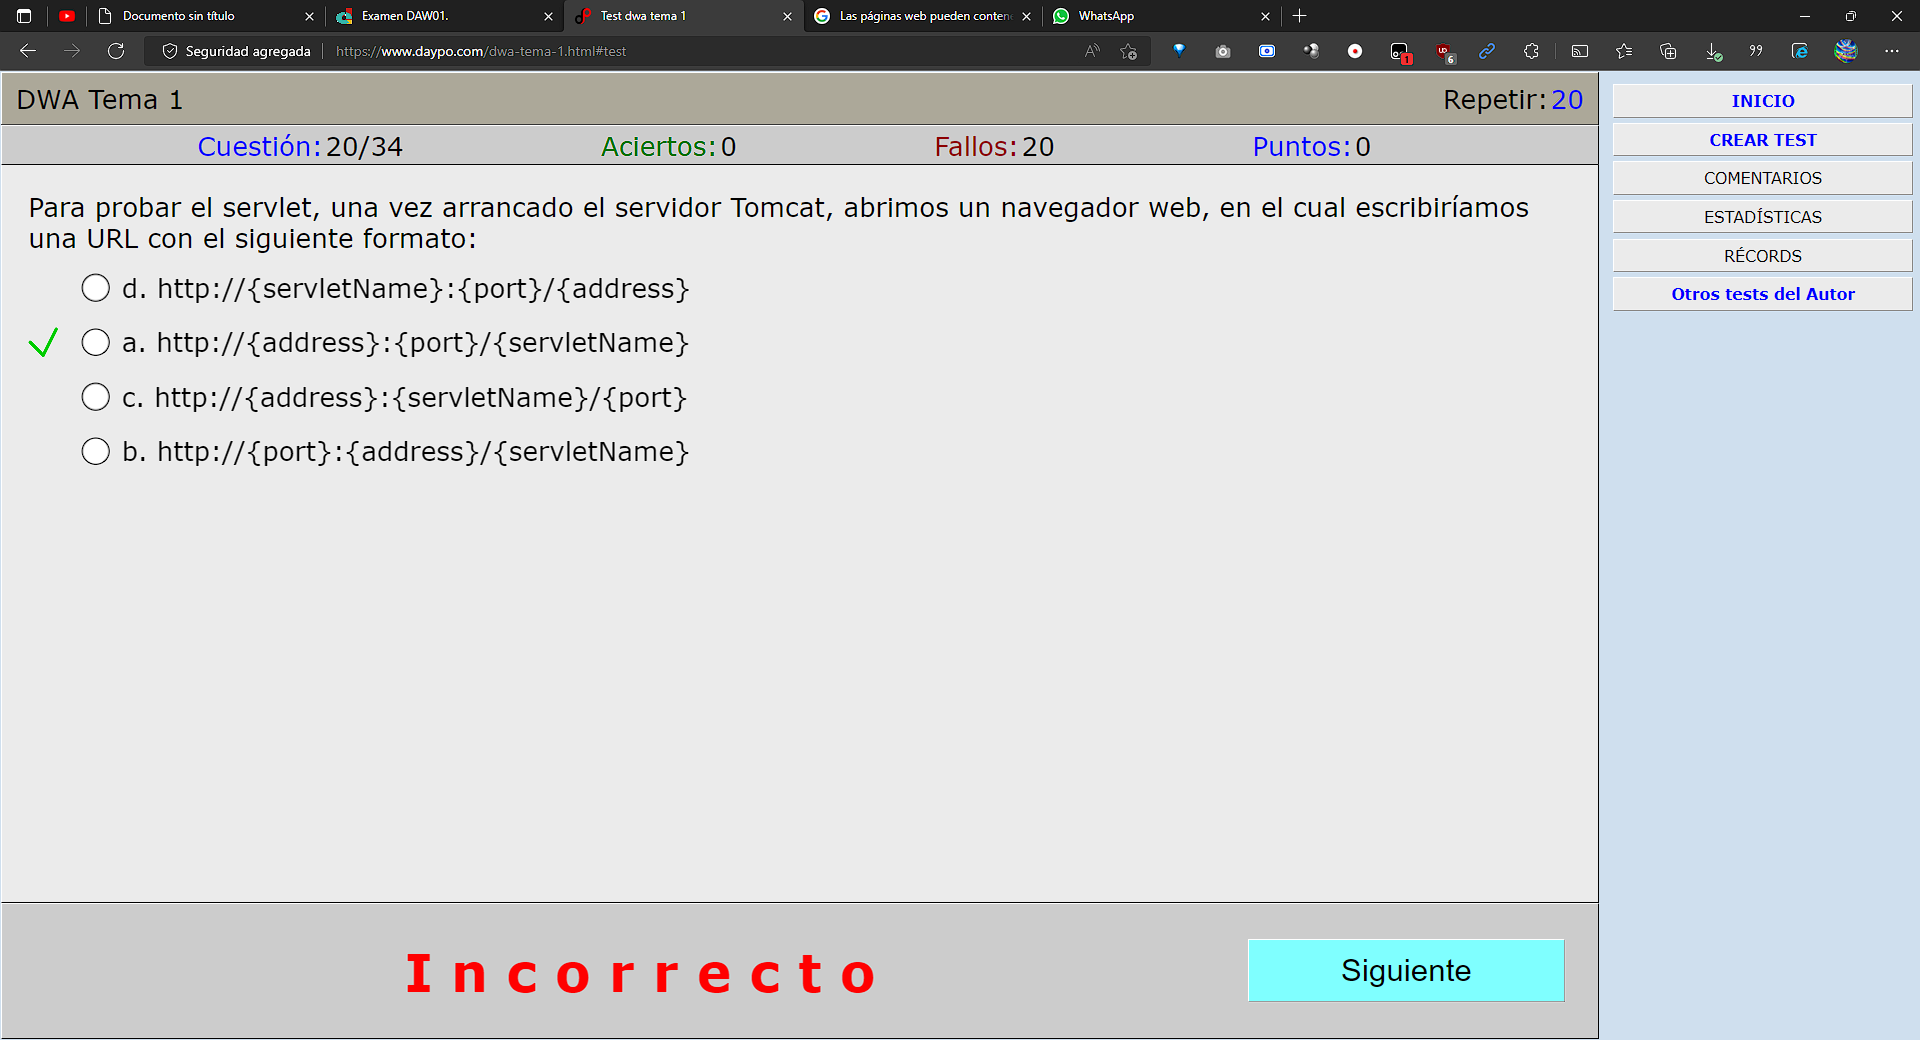 Documento sin título
Examen DAW01.
Test dwa tema 1
Las páginas web pueden conten
WhatsApp
Seguridad agregada
https://www.daypo.com/dwa-tema-1.html#test
1
6
DWA Tema 1
Repetir: 20
Cuestión: 20/34
Aciertos: 0
Fallos: 20
Puntos: 0
Para probar el servlet, una vez arrancado el servidor Tomcat, abrimos un navegador web, en el cual escribiríamos
una URL con el siguiente formato:
d. http://{servletName}:{port}/{address}
a. http://{address}:{port}/{servletName}
c. http://{address}:{servletName}/{port}
b. http://{port}:{address}/{servletName}
Incorrecto
Siguiente
INICIO
CREAR TEST
COMENTARIOS
ESTADÍSTICAS
RÉCORDS
Otros tests del Autor